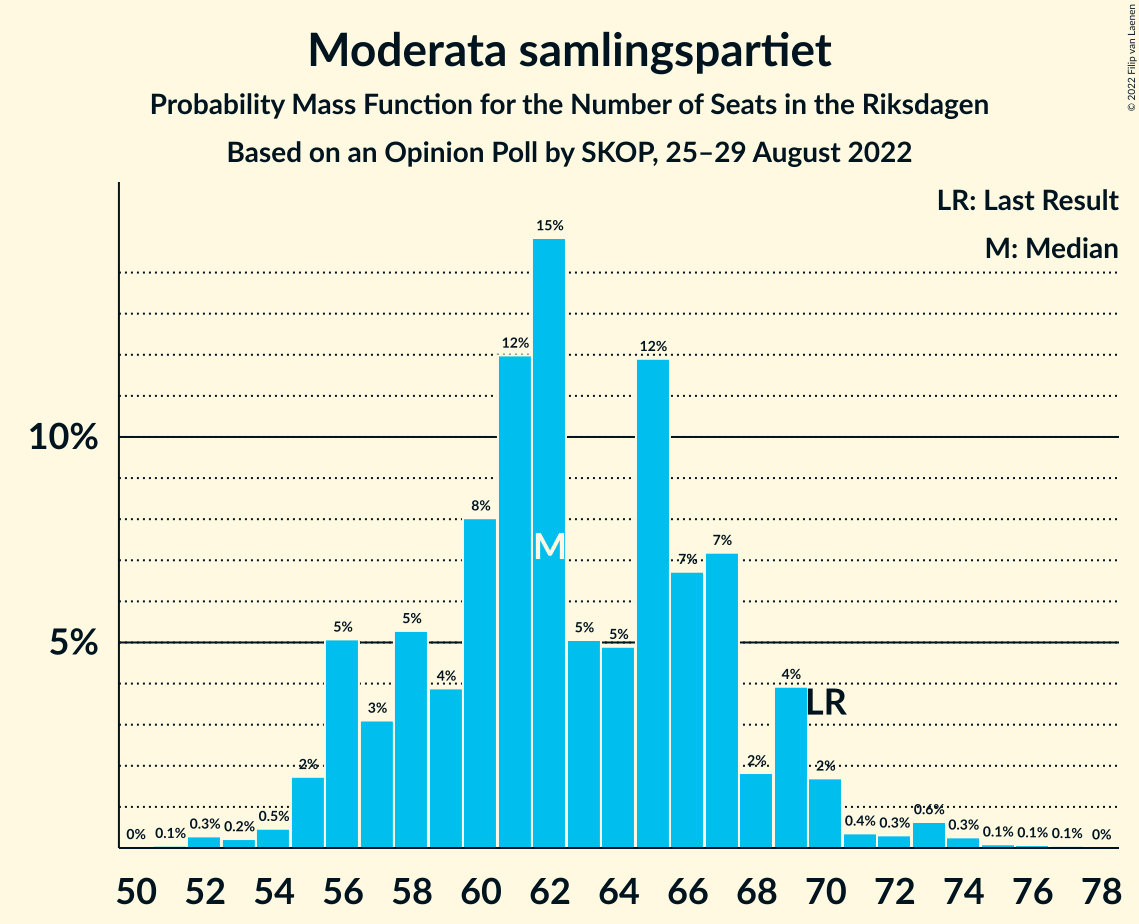 Moderata samlingspartiet
Probability Mass Function for the Number of Seats in the Riksdagen
Based on an Opinion Poll by SKOP, 25–29 August 2022
© 2022 Filip van Laenen
LR: Last Result
M: Median
10%
5%
0% 0.1% 0.3% 0.2% 0.5% 2% 5% 3% 5% 4% 8% 12% 15% 5% 5% 12% 7% 7% 2% 4% 2% 0.4% 0.3% 0.6% 0.3% 0.1% 0.1% 0.1% 0%
M
LR
50 52 54 56 58 60 62 64 66 68 70 72 74 76 78